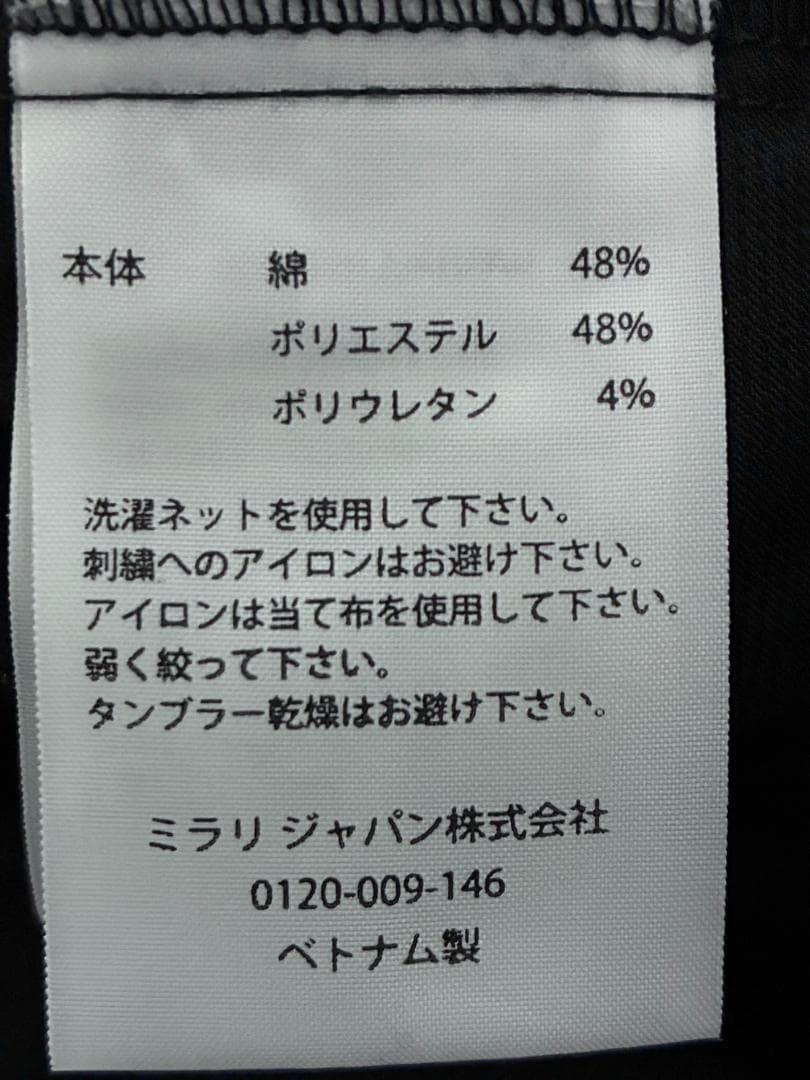 本体 綿 48%
ポリエステル 48%
ポリウレタン 4%
洗濯ネットを使用して下さい。
刺繍へのアイロンはお避け下さい。
アイロンは当て布を使用して下さい。
弱く絞って下さい。
タンブラー乾燥はお避け下さい。
ミラリ ジャパン株式会社
0120-009-146
ベトナム製